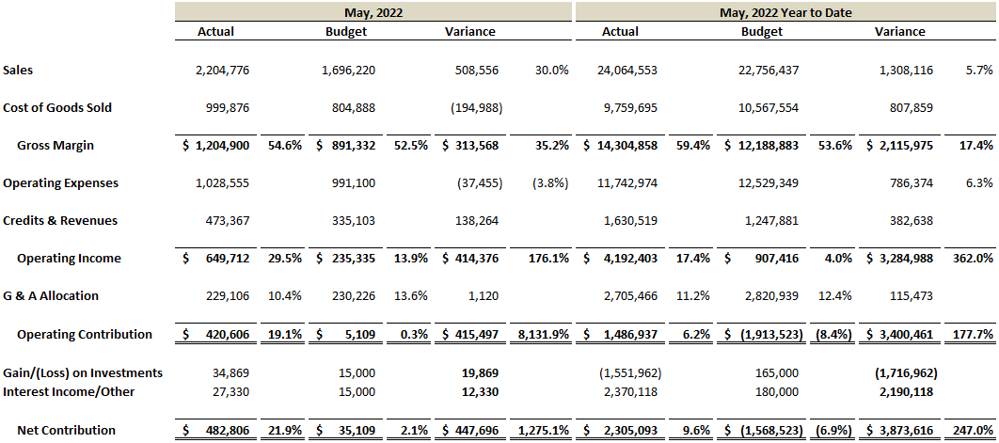 May, 2022 May, 2022 Year to Date
Actual Budget Variance Actual Budget Variance
Sales 2,204,776 1,696,220 508,556 30.0% 24,064,553 22,756,437 1,308,116 5.7%
Cost of Goods Sold 999,876 804,888 (194,988) 9,759,695 10,567,554 807,859
Gross Margin $ 1,204,900 54.6% $ 891,332 52.5% $ 313,568 35.2% $ 14,304,858 59.4% $ 12,188,883 53.6% $ 2,115,975 17.4%
Operating Expenses 1,028,555 991,100 (37,455) (3.8%) 11,742,974 12,529,349 786,374 6.3%
Credits & Revenues 473,367 335,103 138,264 1,630,519 1,247,881 382,638
Operating Income $ 649,712 29.5% $ 235,335 13.9% $ 414,376 176.1% $ 4,192,403 17.4% $ 907,416 4.0% $ 3,284,988 362.0%
G & A Allocation 229,106 10.4% 230,226 13.6% 1,120 2,705,466 11.2% 2,820,939 12.4% 115,473
Operating Contribution $ 420,606 19.1% $ 5,109 0.3% $ 415,497 8,131.9% $ 1,486,937 6.2% $ (1,913,523) (8.4%) $ 3,400,461 177.7%
Gain/(Loss) on Investments 34,869 15,000 19,869 (1,551,962) 165,000 (1,716,962)
Interest Income/Other 27,330 15,000 12,330 2,370,118 180,000 2,190,118
Net Contribution $ 482,806 21.9% $ 35,109 2.1% $ 447,696 1,275.1% $ 2,305,093 9.6% $ (1,568,523) (6.9%) $ 3,873,616 247.0%